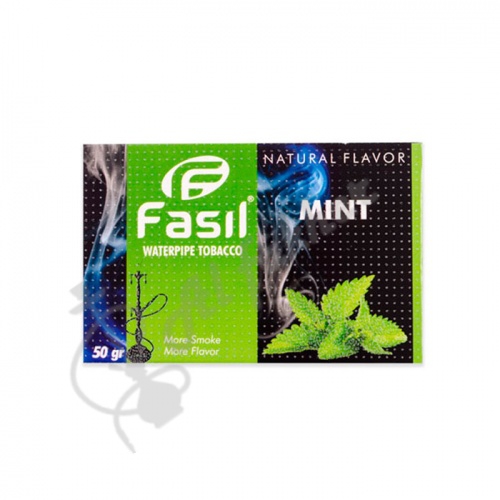 Fasil®
WATERPIPE TOBACCO
More Smoke
More Flavor
50 gr
NATURAL FLAVOR
MINT